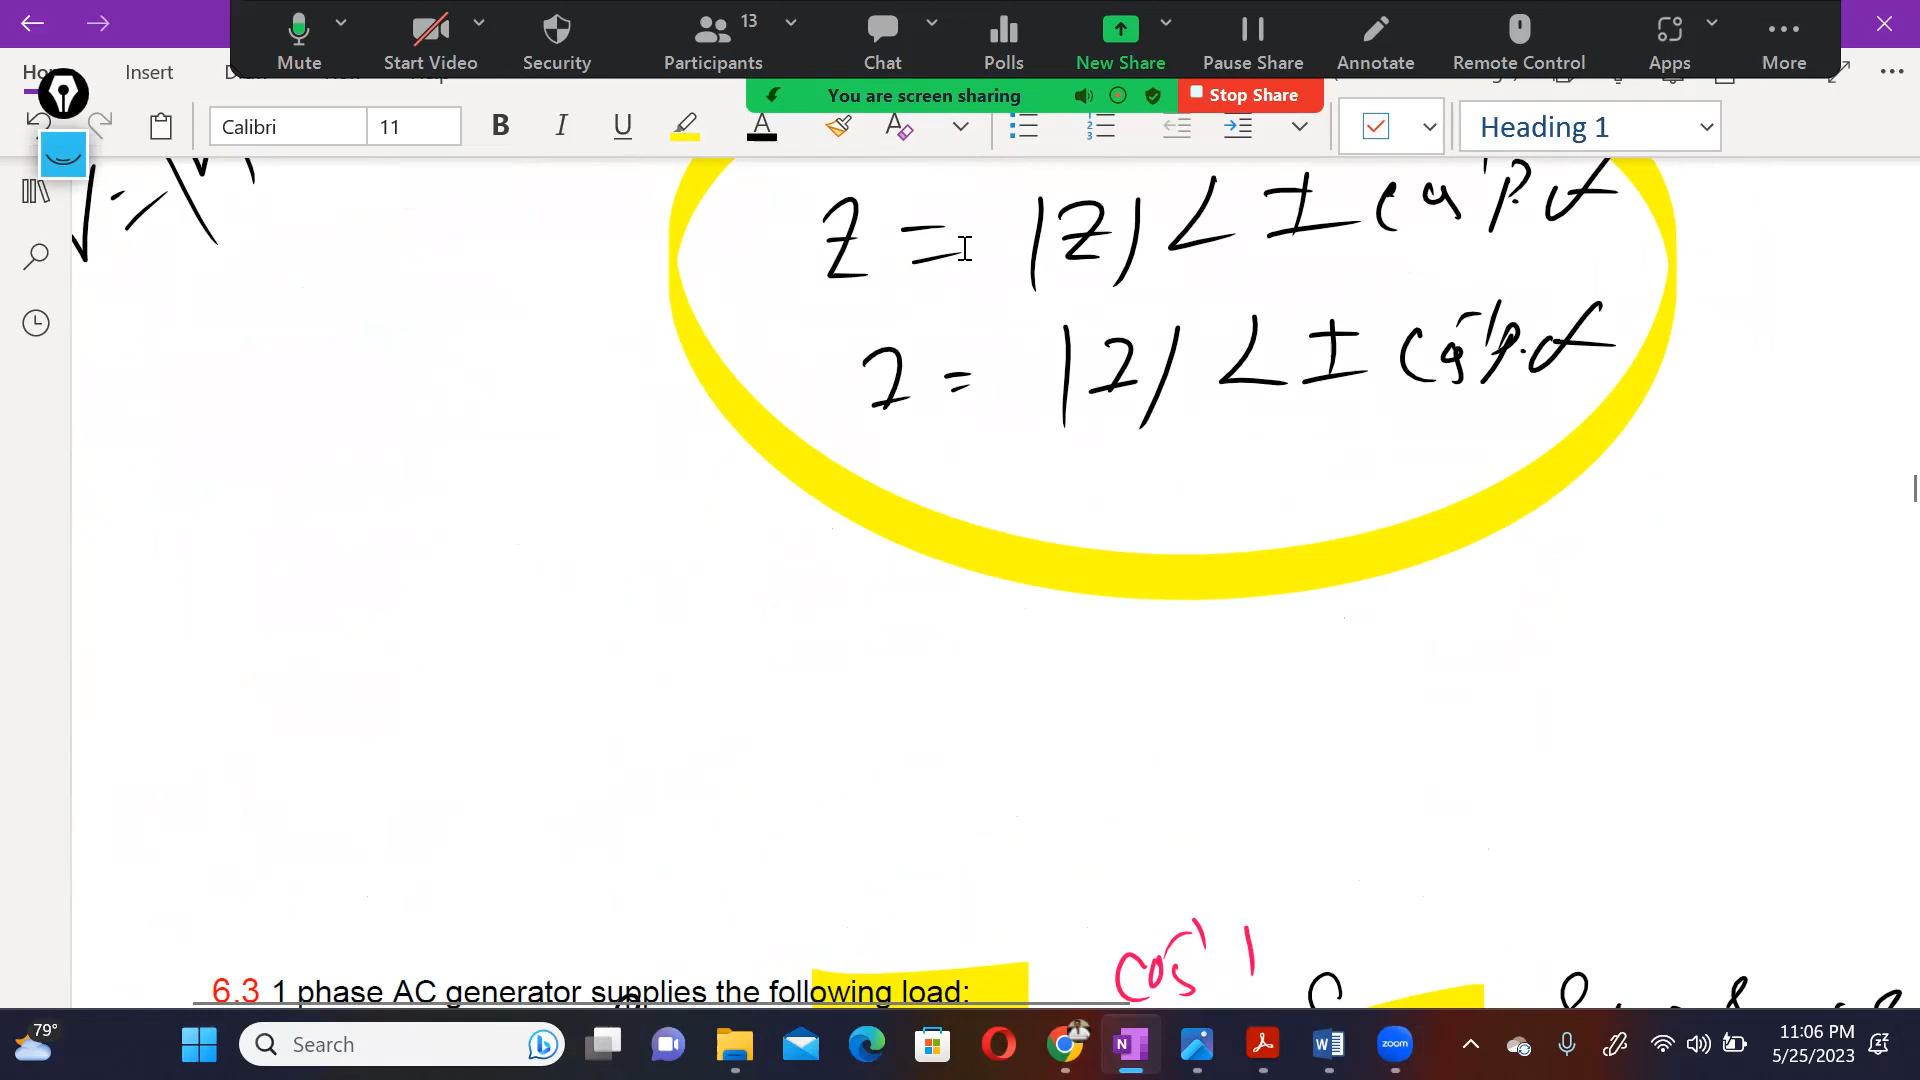 Mute
Start Video
Security
13
Participants
Chat
Polls
New Share
Pause Share
Annotate
Remote Control
Apps
More
Insert
You are screen sharing
Stop Share
Calibri
11
B
I
U
A
Heading 1
Z = |Z| ∠ ± cos⁻¹ p.f
Z = |Z| ∠ ± cos⁻¹ p.f
cos⁻¹ 1
6.3 1 phase AC generator supplies the following load:
79°
Search
zoom
11:06 PM
5/25/2023